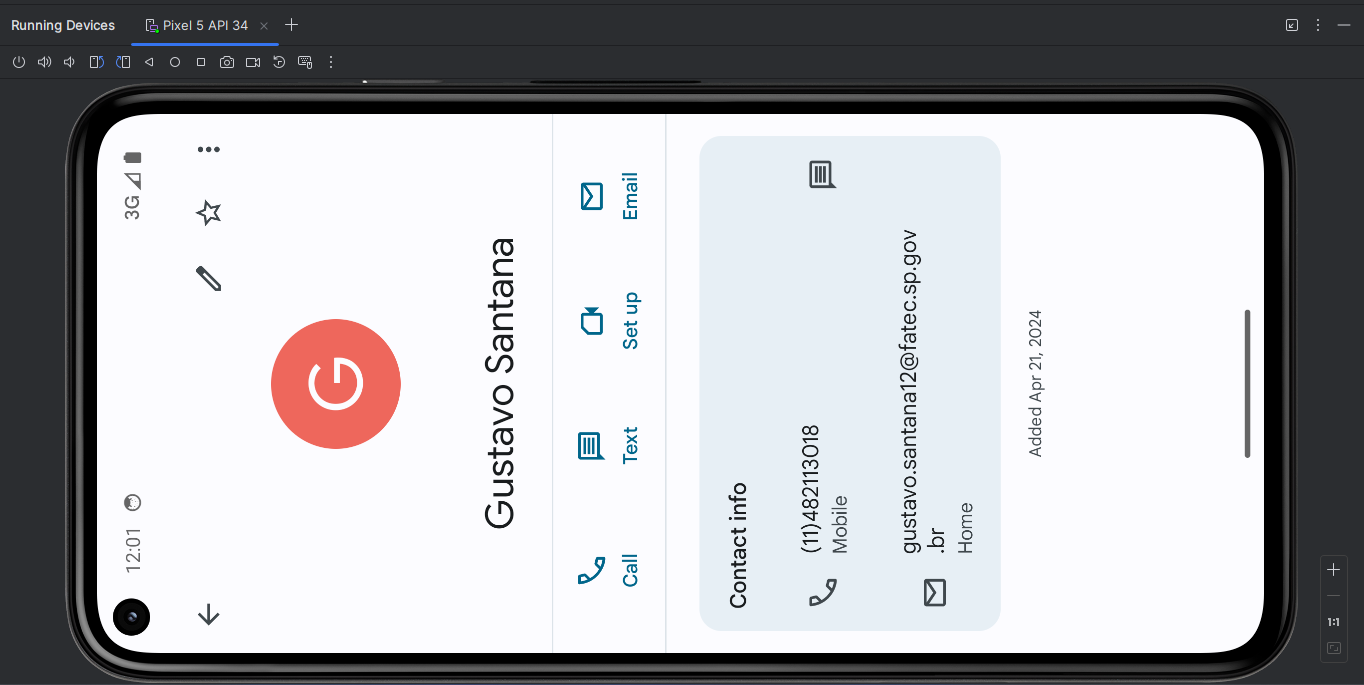 Running Devices
Pixel 5 API 34
12:01
3G
G
Gustavo Santana
Call
Text
Set up
Email
Contact info
(11)482113018
Mobile
gustavo.santana12@fatec.sp.gov
.br
Home
Added Apr 21, 2024
1:1